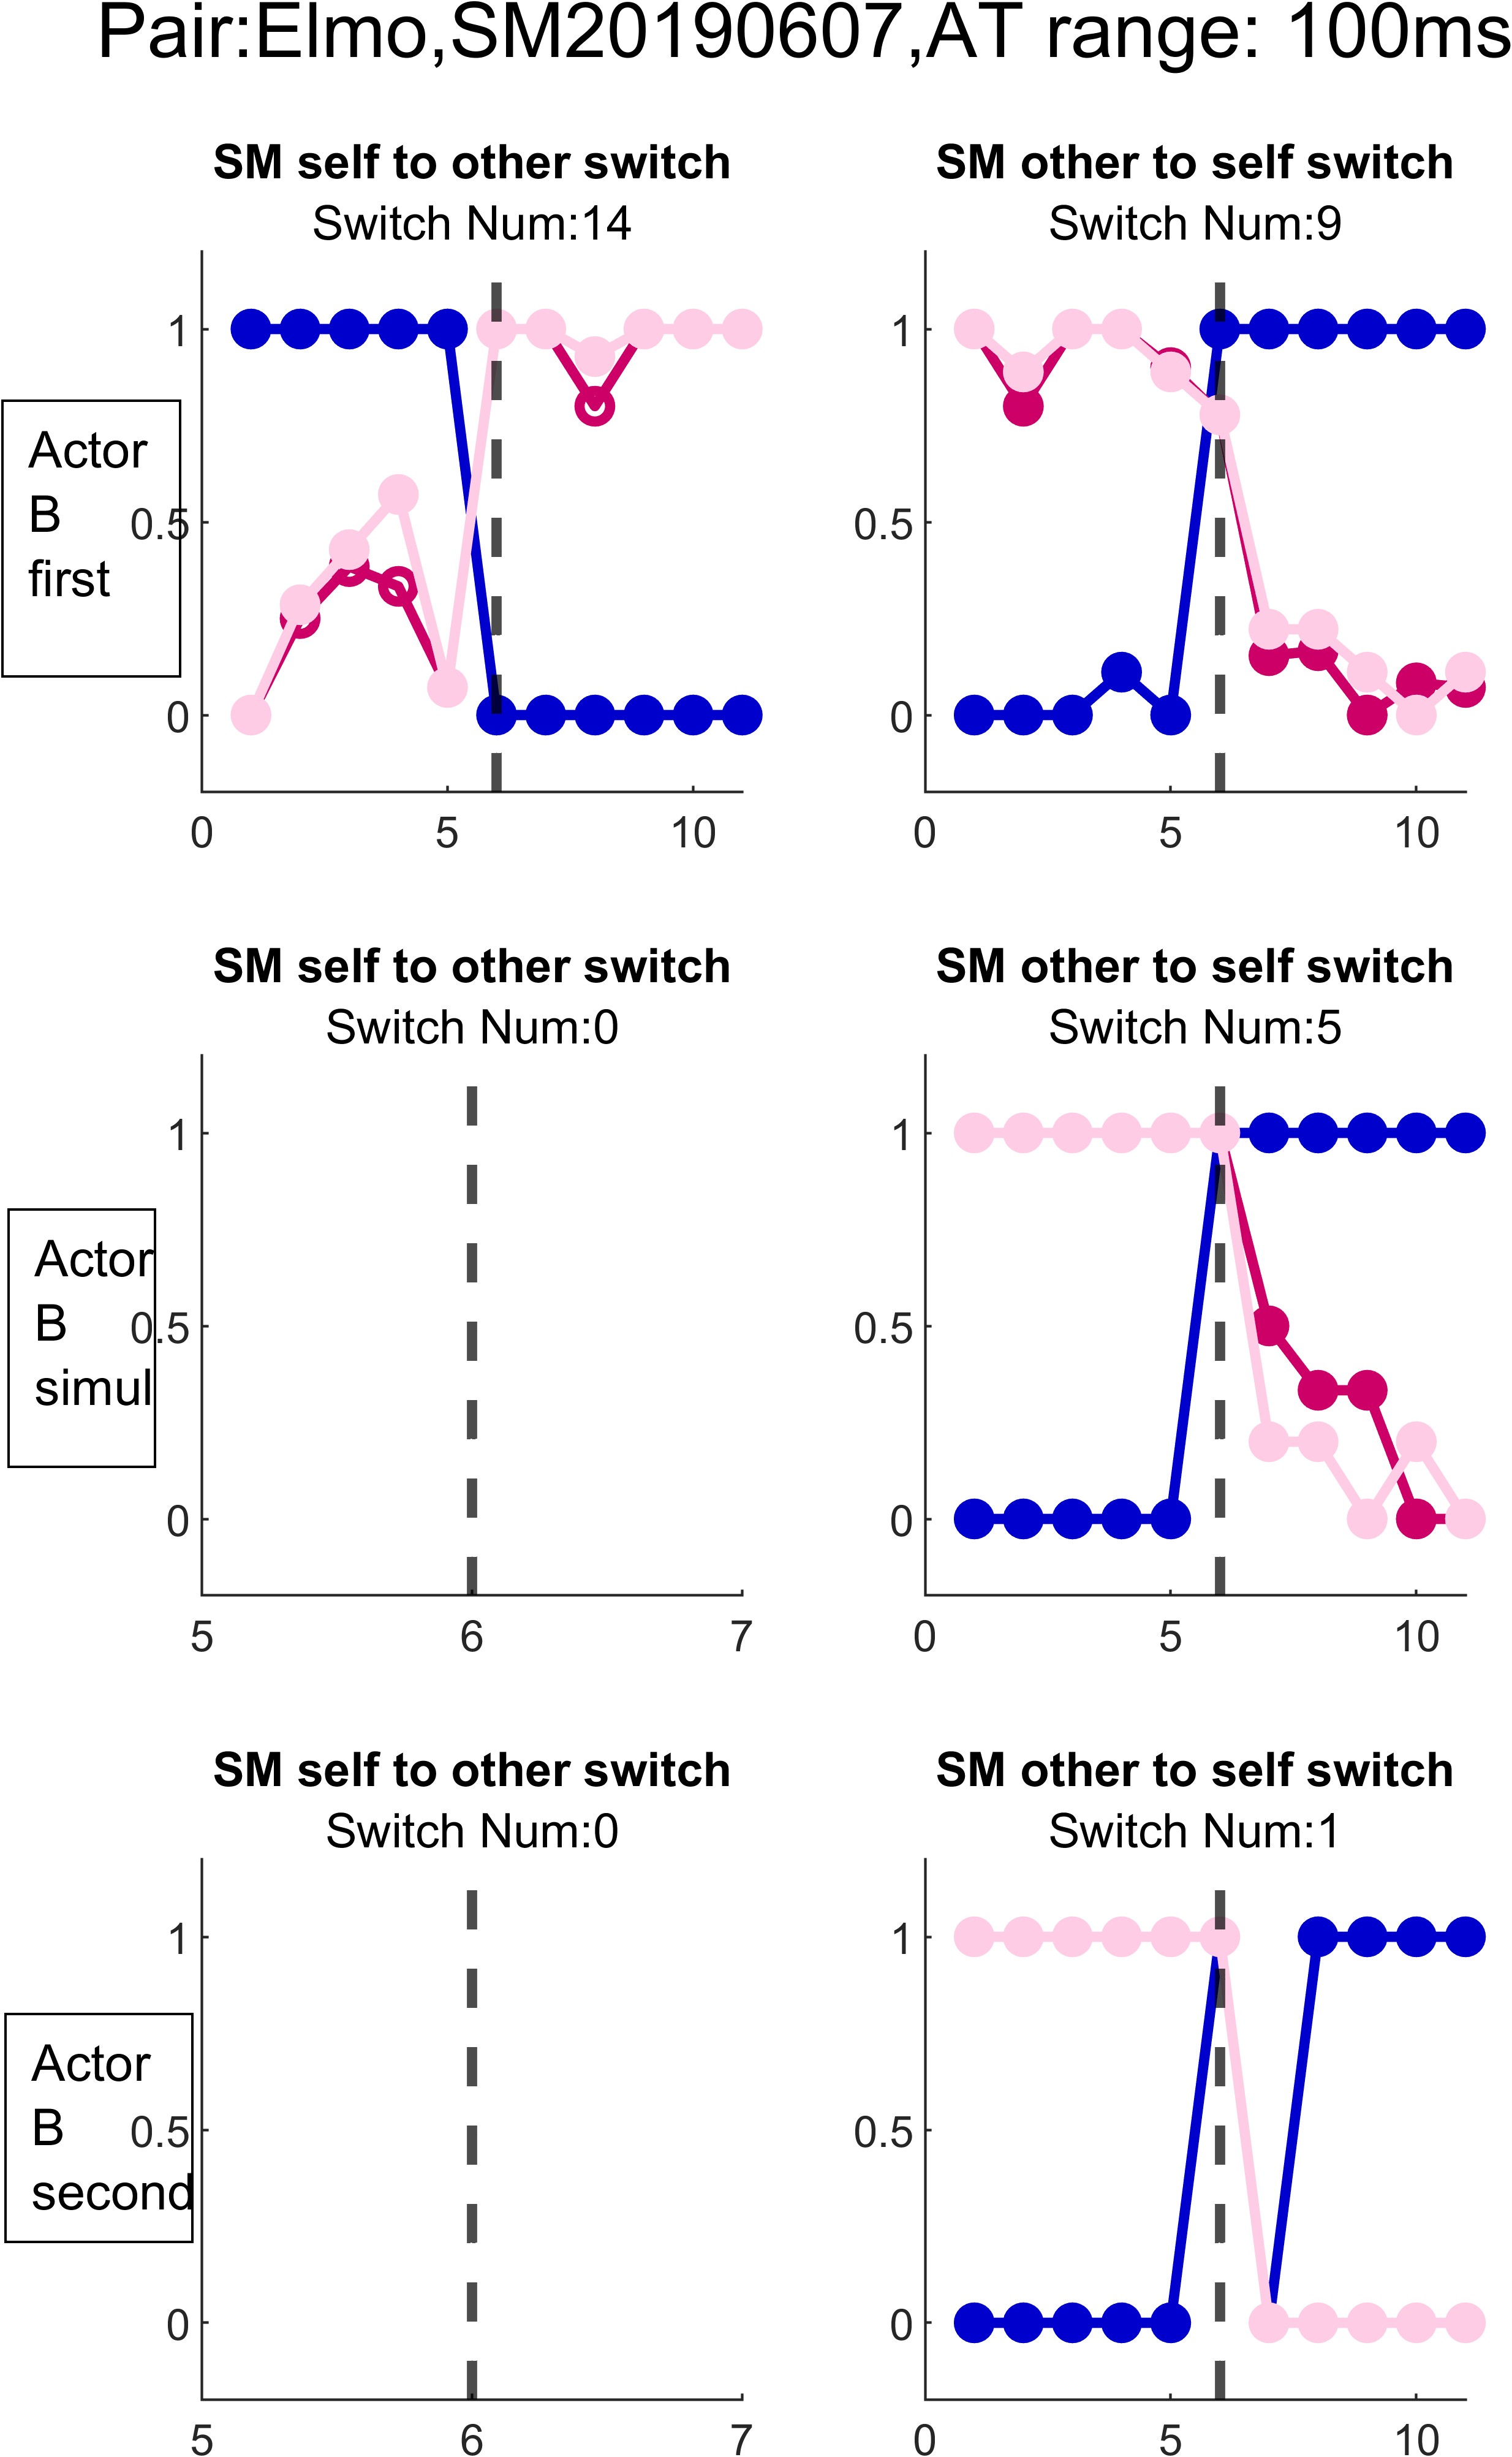 Pair:Elmo,SM20190607,AT range: 100ms
SM self to other switch
Switch Num:14
SM other to self switch
Switch Num:9
Actor
B
first
1
0.5
0
0 5 10
1
0.5
0
0 5 10
SM self to other switch
Switch Num:0
SM other to self switch
Switch Num:5
Actor
B
simul
1
0.5
0
5 6 7
1
0.5
0
0 5 10
SM self to other switch
Switch Num:0
SM other to self switch
Switch Num:1
Actor
B
second
1
0.5
0
5 6 7
1
0.5
0
0 5 10